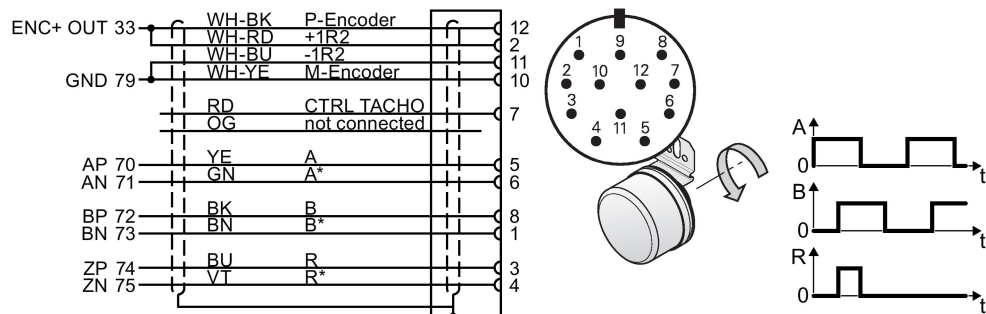 ENC+ OUT 33 WH-BK P-Encoder 12
WH-RD +1R2 2
WH-BU -1R2 11
GND 79 WH-YE M-Encoder 10
RD CTRL TACHO 7
OG not connected
AP 70 YE A 5
AN 71 GN A* 6
BP 72 BK B 8
BN 73 BN B* 1
ZP 74 BU R 3
ZN 75 VT R* 4
1 9 8
2 10 12 7
3 11 6
4 5
A
0 t
B
0 t
R
0 t